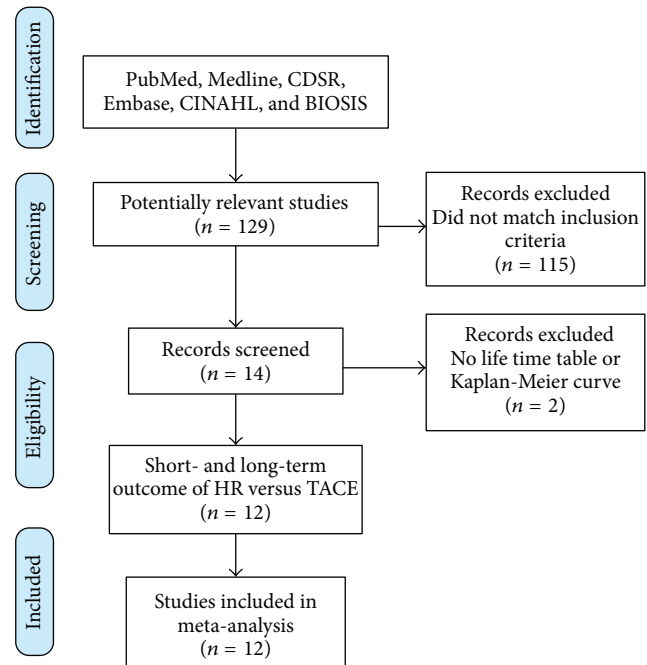 Identification
PubMed, Medline, CDSR,
Embase, CINAHL, and BIOSIS
Screening
Potentially relevant studies
(n = 129)
Records excluded
Did not match inclusion
criteria
(n = 115)
Eligibility
Records screened
(n = 14)
Records excluded
No life time table or
Kaplan-Meier curve
(n = 2)
Short- and long-term
outcome of HR versus TACE
(n = 12)
Included
Studies included in
meta-analysis
(n = 12)